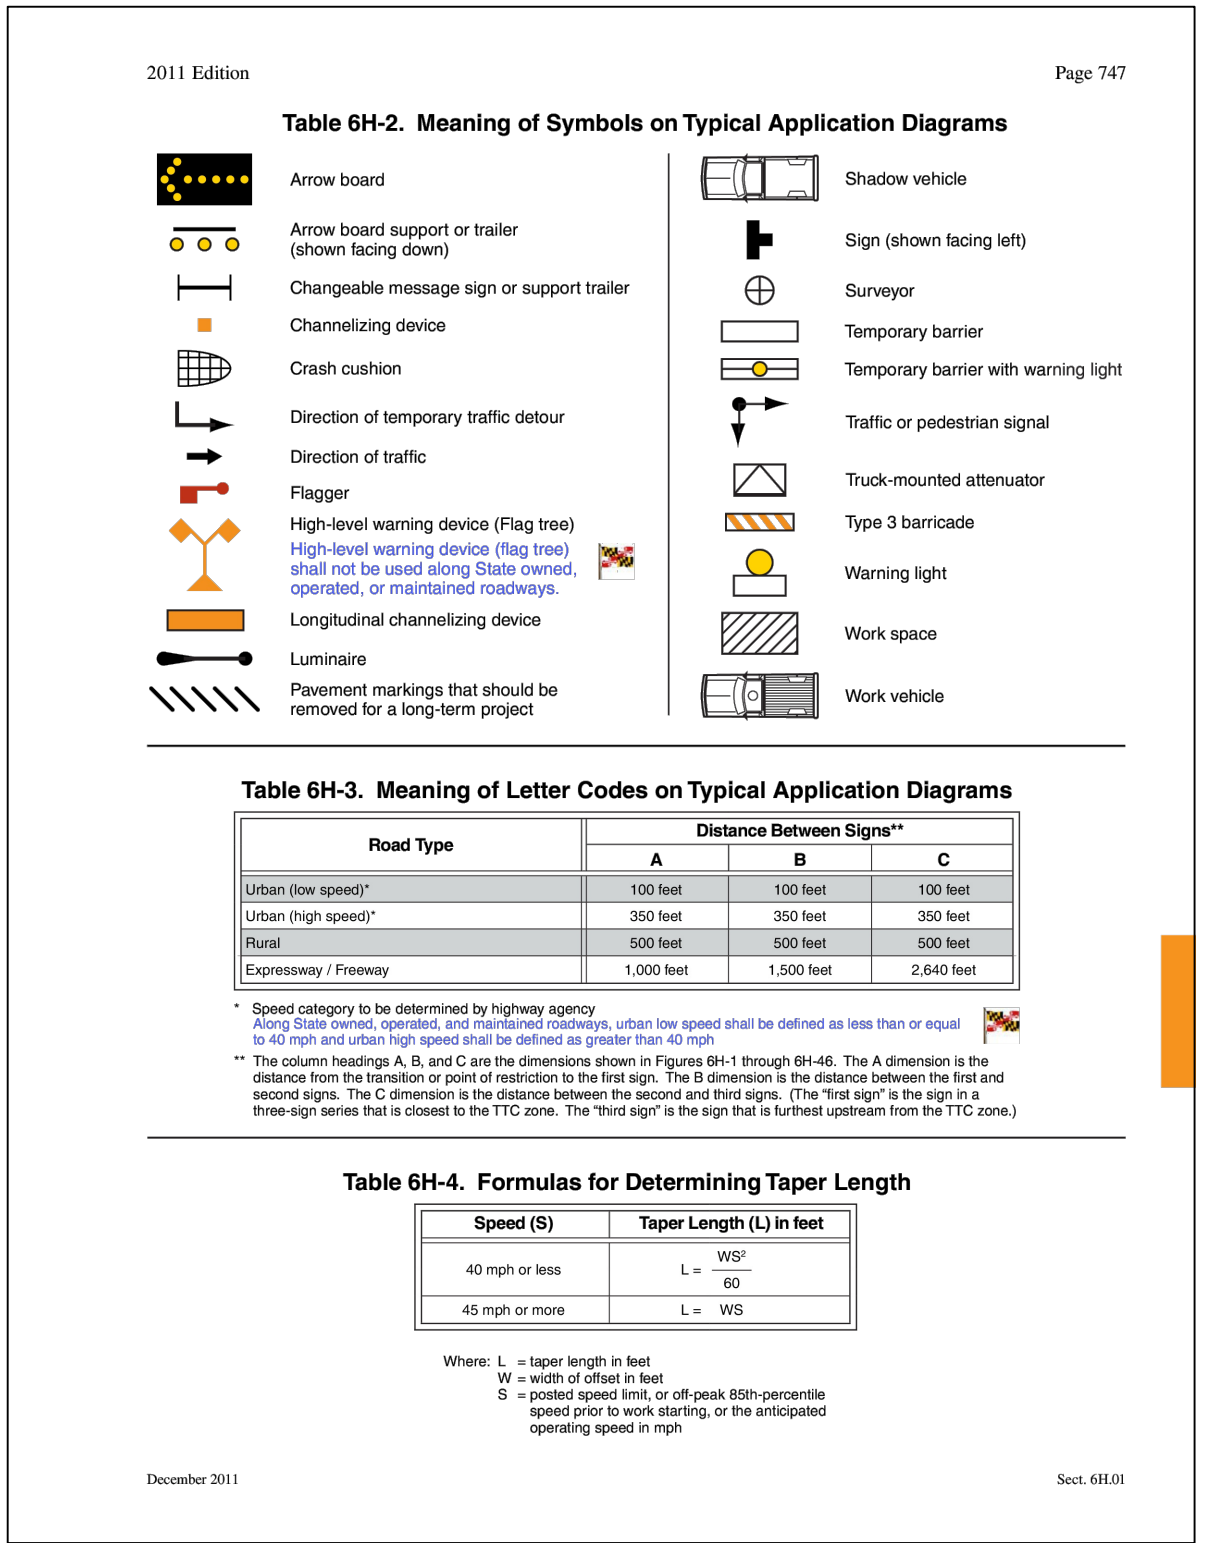 2011 Edition
Page 747
Table 6H-2. Meaning of Symbols on Typical Application Diagrams
Arrow board
Arrow board support or trailer
(shown facing down)
Changeable message sign or support trailer
Channelizing device
Crash cushion
Direction of temporary traffic detour
Direction of traffic
Flagger
High-level warning device (Flag tree)
High-level warning device (flag tree)
shall not be used along State owned,
operated, or maintained roadways.
Longitudinal channelizing device
Luminaire
Pavement markings that should be
removed for a long-term project
Shadow vehicle
Sign (shown facing left)
Surveyor
Temporary barrier
Temporary barrier with warning light
Traffic or pedestrian signal
Truck-mounted attenuator
Type 3 barricade
Warning light
Work space
Work vehicle
Table 6H-3. Meaning of Letter Codes on Typical Application Diagrams
Road Type
Distance Between Signs**
A B C
Urban (low speed)* 100 feet 100 feet 100 feet
Urban (high speed)* 350 feet 350 feet 350 feet
Rural 500 feet 500 feet 500 feet
Expressway / Freeway 1,000 feet 1,500 feet 2,640 feet
* Speed category to be determined by highway agency
Along State owned, operated, and maintained roadways, urban low speed shall be defined as less than or equal
to 40 mph and urban high speed shall be defined as greater than 40 mph
** The column headings A, B, and C are the dimensions shown in Figures 6H-1 through 6H-46. The A dimension is the
distance from the transition or point of restriction to the first sign. The B dimension is the distance between the first and
second signs. The C dimension is the distance between the second and third signs. (The “first sign” is the sign in a
three-sign series that is closest to the TTC zone. The “third sign” is the sign that is furthest upstream from the TTC zone.)
Table 6H-4. Formulas for Determining Taper Length
Speed (S) Taper Length (L) in feet
40 mph or less L = WS²
60
45 mph or more L = WS
Where: L = taper length in feet
W = width of offset in feet
S = posted speed limit, or off-peak 85th-percentile
speed prior to work starting, or the anticipated
operating speed in mph
December 2011
Sect. 6H.01